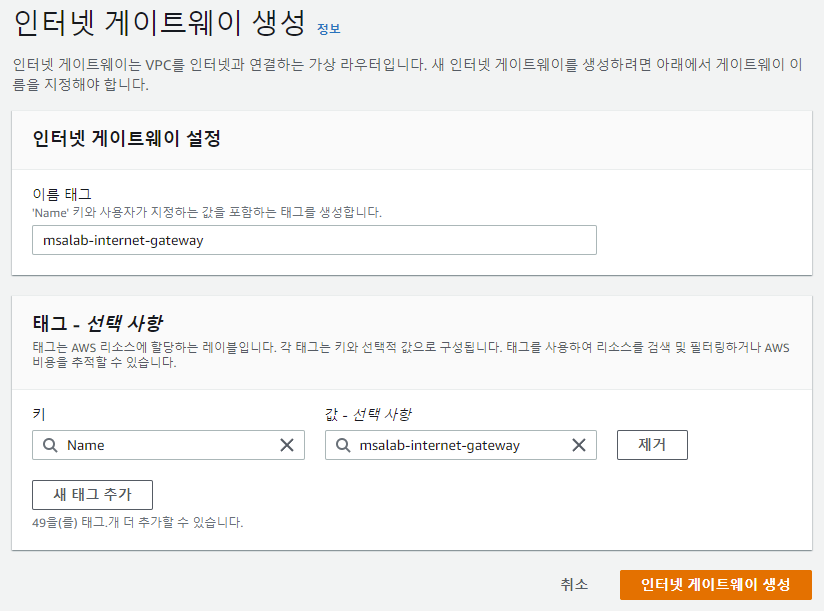 인터넷 게이트웨이 생성 정보
인터넷 게이트웨이는 VPC를 인터넷과 연결하는 가상 라우터입니다. 새 인터넷 게이트웨이를 생성하려면 아래에서 게이트웨이 이
름을 지정해야 합니다.
인터넷 게이트웨이 설정
이름 태그
'Name' 키와 사용자가 지정하는 값을 포함하는 태그를 생성합니다.
msalab-internet-gateway
태그 - 선택 사항
태그는 AWS 리소스에 할당하는 레이블입니다. 각 태그는 키와 선택적 값으로 구성됩니다. 태그를 사용하여 리소스를 검색 및 필터링하거나 AWS
비용을 추적할 수 있습니다.
키 값 - 선택 사항
Name msalab-internet-gateway 제거
새 태그 추가
49을(를) 태그.개 더 추가할 수 있습니다.
취소 인터넷 게이트웨이 생성